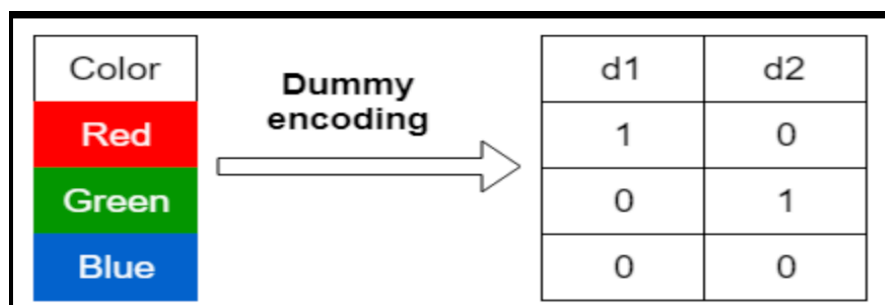 Color
Dummy
encoding
d1 d2
Red
1 0
Green
0 1
Blue
0 0